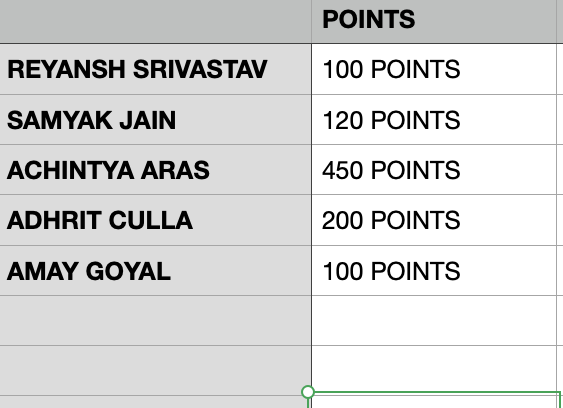 POINTS
REYANSH SRIVASTAV 100 POINTS
SAMYAK JAIN 120 POINTS
ACHINTYA ARAS 450 POINTS
ADHRIT CULLA 200 POINTS
AMAY GOYAL 100 POINTS